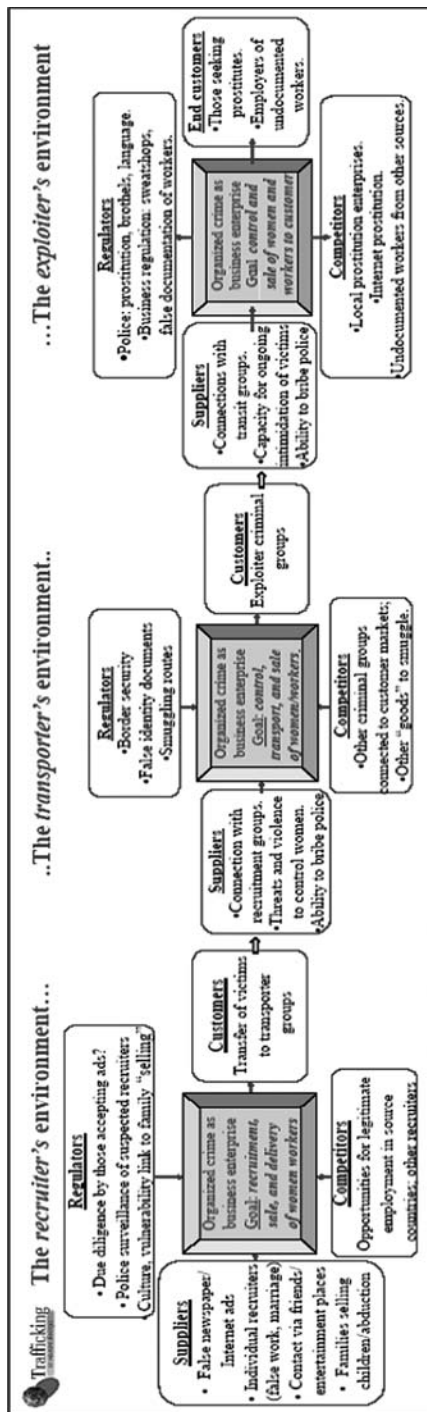 Trafficking
The recruiter's environment…
..The transporter's environment..
…The exploiter's environment
Regulators
• Due diligence by those accepting ads?
• Police surveillance of suspected recruiters
• Culture, vulnerability link to family "selling"
Suppliers
• False newspaper/
Internet ads
• Individual recruiters
(false work, marriage)
• Contact via friends/
entertainment places
• Families selling
children/abduction
Organized crime as
business enterprise
Goal: recruitment,
sale, and delivery
of women workers
Customers
Transfer of victims
to transporter
groups
Competitors
Opportunities for legitimate
employment in source
countries; other recruiters
Regulators
• Border security
• False identity documents
• Smuggling routes
Suppliers
• Connection with
recruitment groups.
• Threats and violence
to control women.
• Ability to bribe police
Organized crime as
business enterprise
Goal: control,
transport, and sale
of women/workers.
Customers
Exploiter criminal
groups
Competitors
• Other criminal groups
connected to customer markets;
• Other "goods" to smuggle.
Regulators
• Police: prostitution, brothels, language.
• Business regulation: sweatshops,
false documentation of workers.
Suppliers
• Connections with
transit groups.
• Capacity for ongoing
intimidation of victims
• Ability to bribe police
Organized crime as
business enterprise
Goal control and
sale of women and
workers to customer
End customers
• Those seeking
prostitutes.
• Employers of
undocumented
workers.
Competitors
• Local prostitution enterprises.
• Internet prostitution.
• Undocumented workers from other sources.